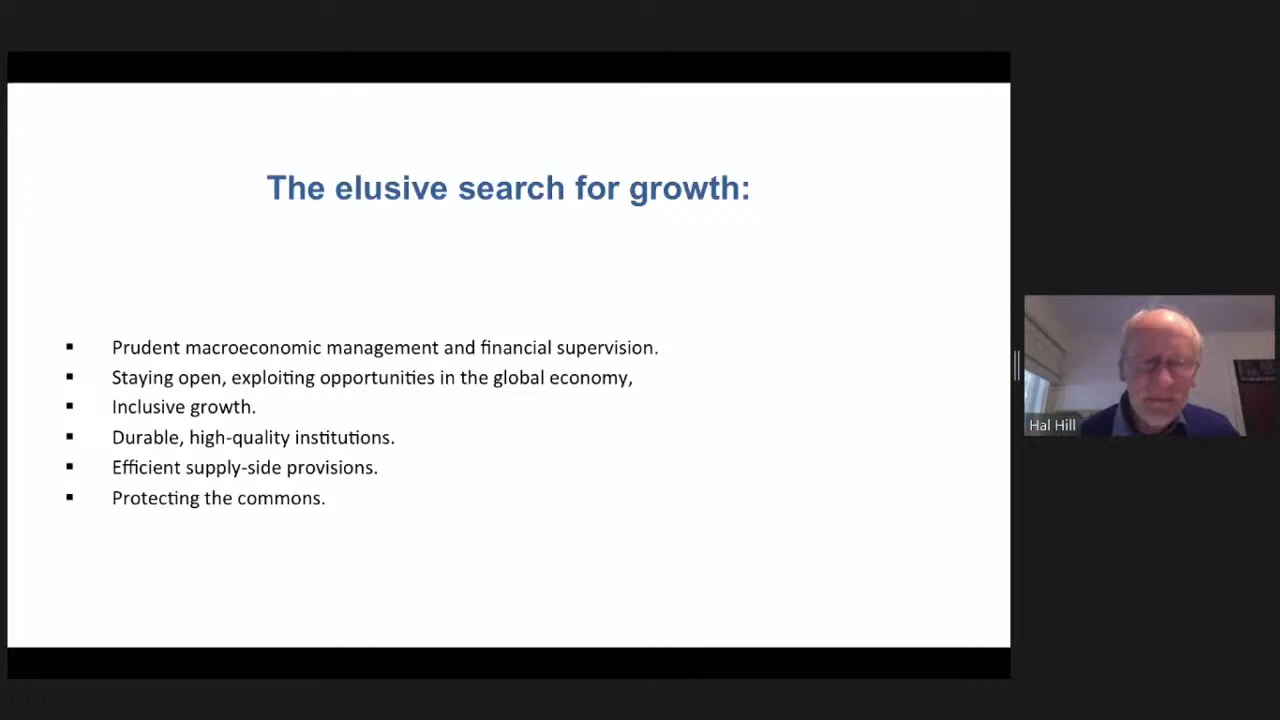 The elusive search for growth:
▪ Prudent macroeconomic management and financial supervision.
▪ Staying open, exploiting opportunities in the global economy,
▪ Inclusive growth.
▪ Durable, high-quality institutions.
▪ Efficient supply-side provisions.
▪ Protecting the commons.
Hal Hill